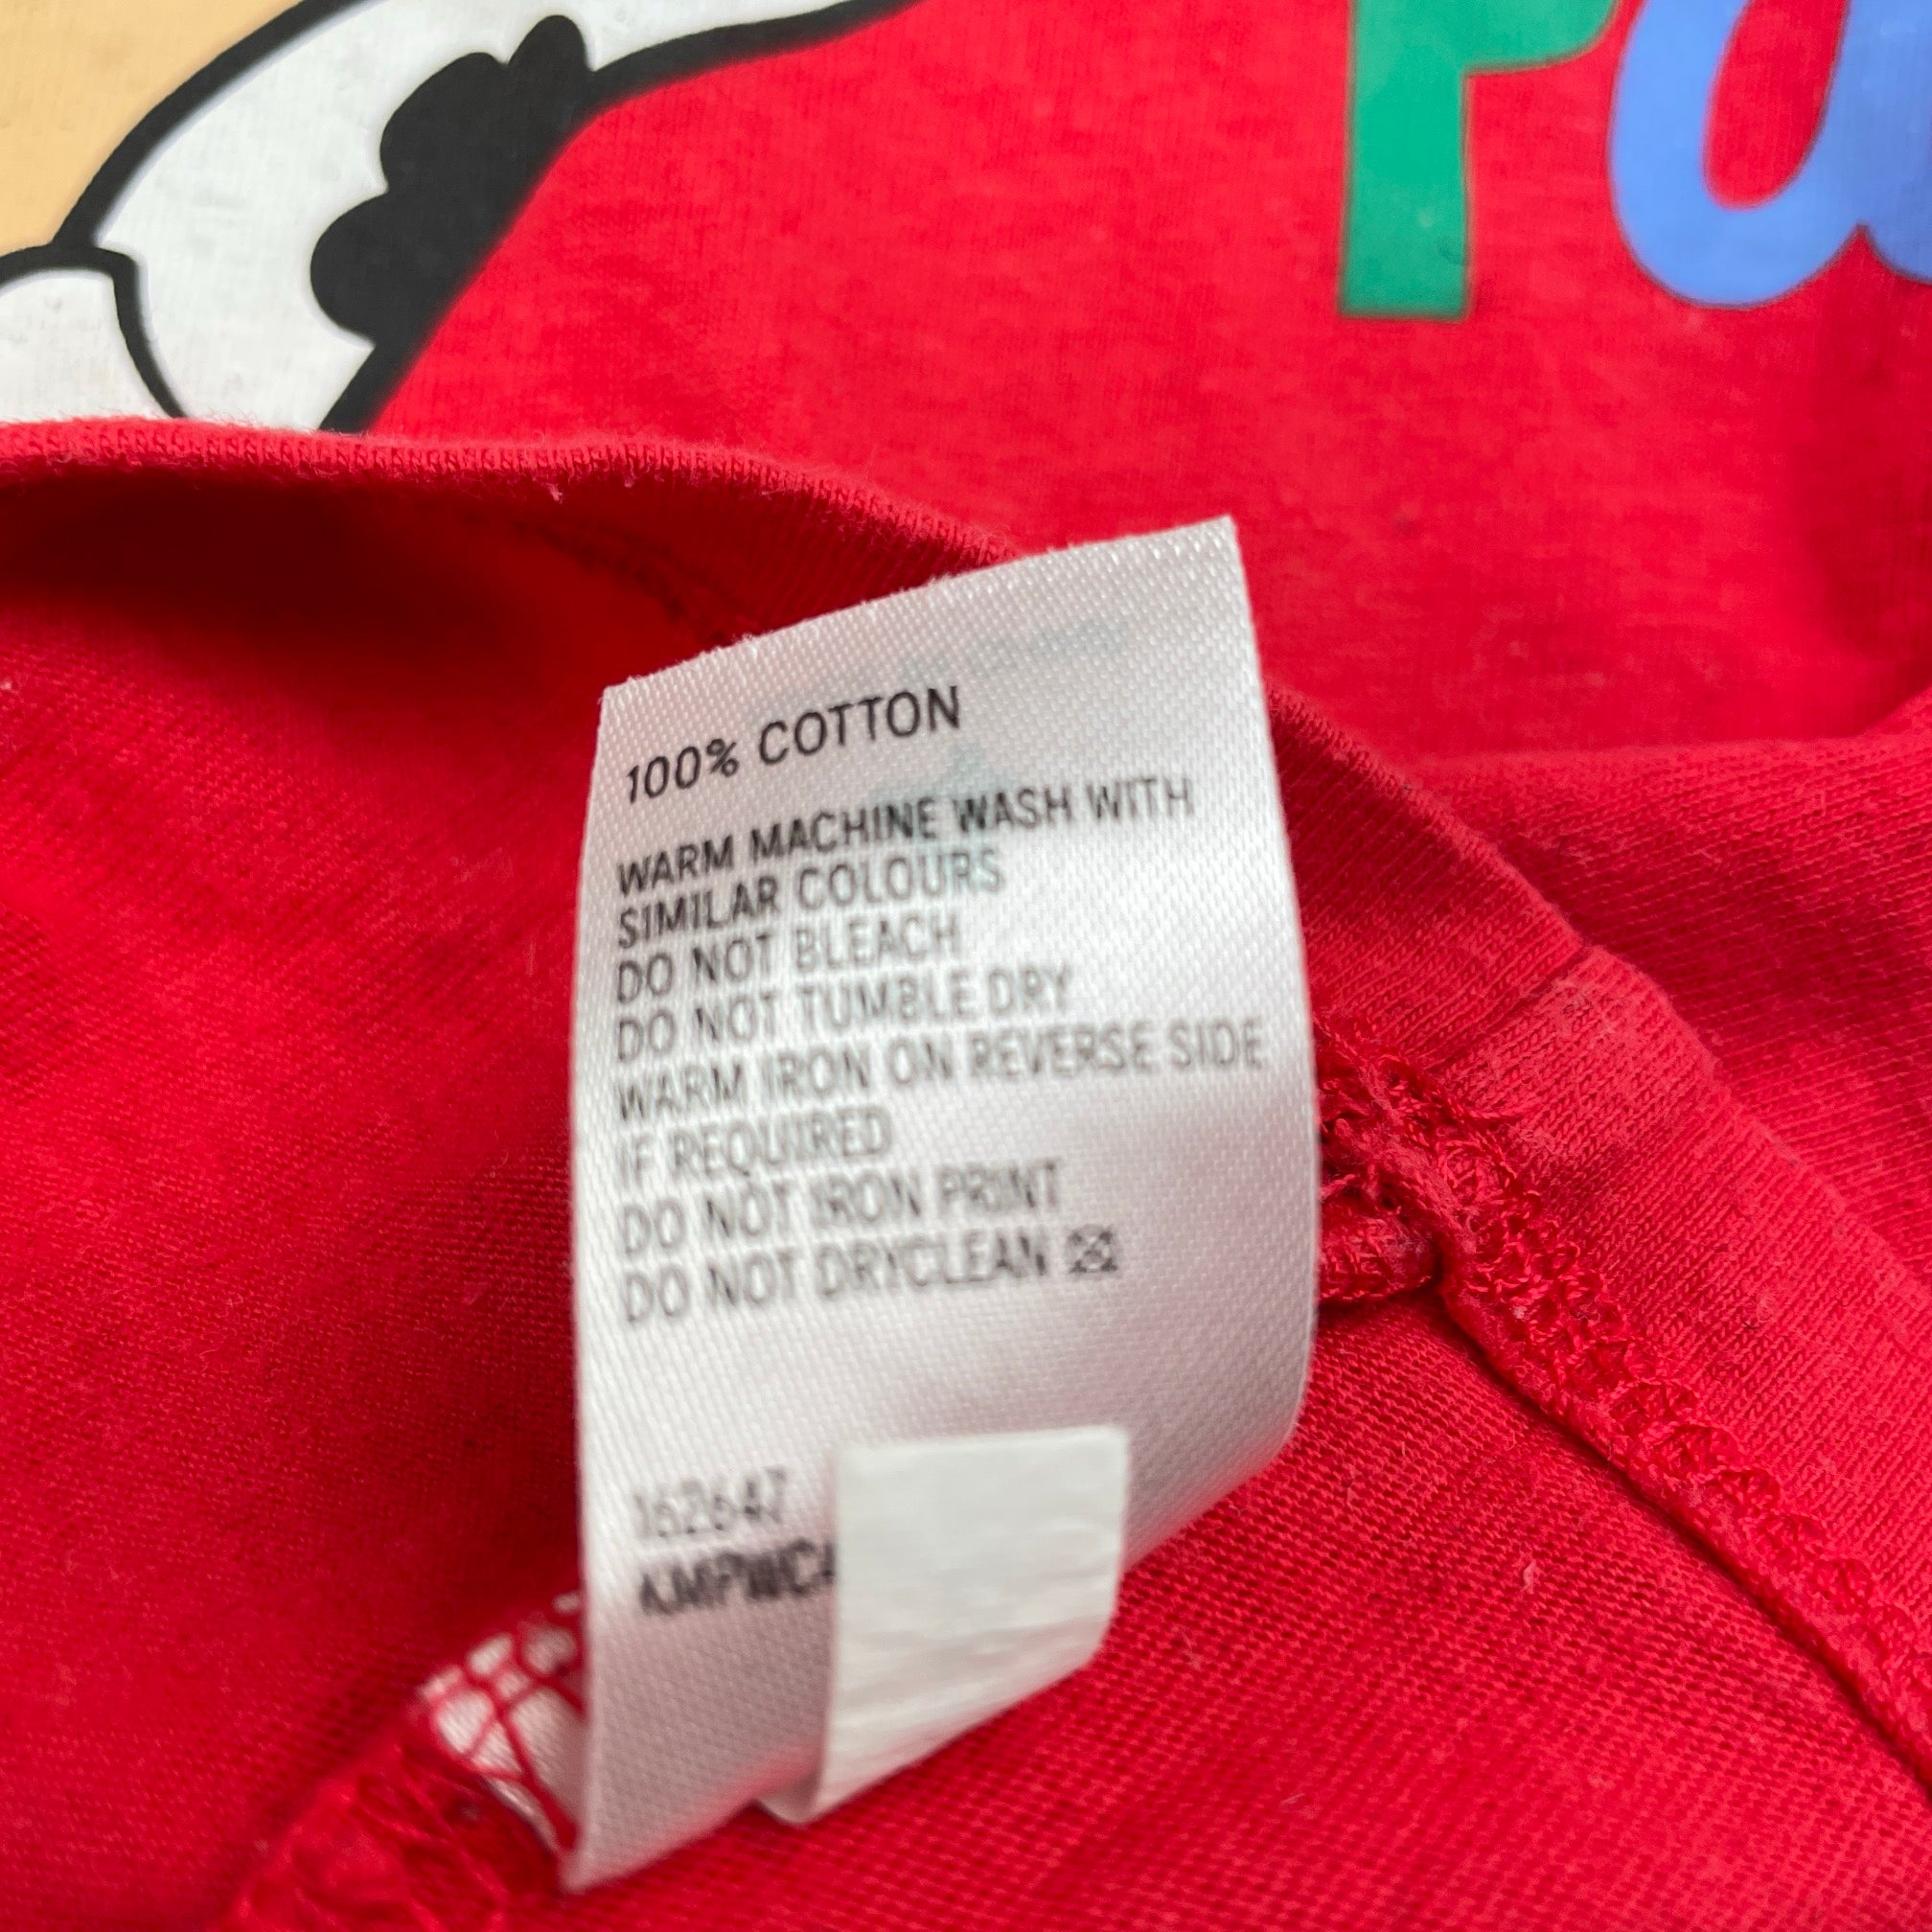 100% COTTON
WARM MACHINE WASH WITH
SIMILAR COLOURS
DO NOT BLEACH
DO NOT TUMBLE DRY
WARM IRON ON REVERSE SIDE
IF REQUIRED
DO NOT IRON PRINT
DO NOT DRYCLEAN
162647
KMPWCA